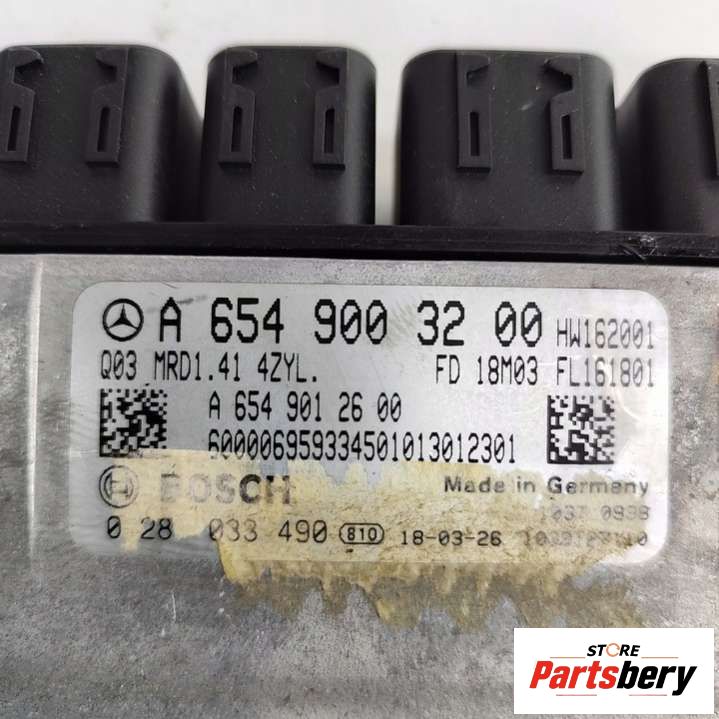 A 654 900 32 00 HW162001
Q03 MRD1.41 4ZYL. FD 18M03 FL161801
A 654 901 26 00
6000069593345010130​12301
BOSCH Made in Germany
0 28 033 490 810 18-03-26
STORE
Partsbery